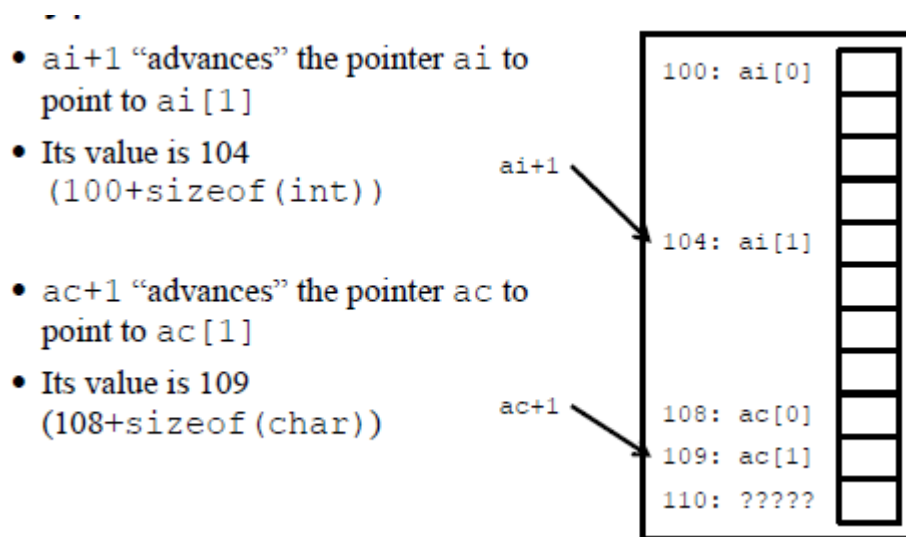 • ai+1 “advances” the pointer ai to
point to ai[1]
• Its value is 104
(100+sizeof(int))
• ac+1 “advances” the pointer ac to
point to ac[1]
• Its value is 109
(108+sizeof(char))
ai+1
ac+1
100: ai[0]
104: ai[1]
108: ac[0]
109: ac[1]
110: ?????